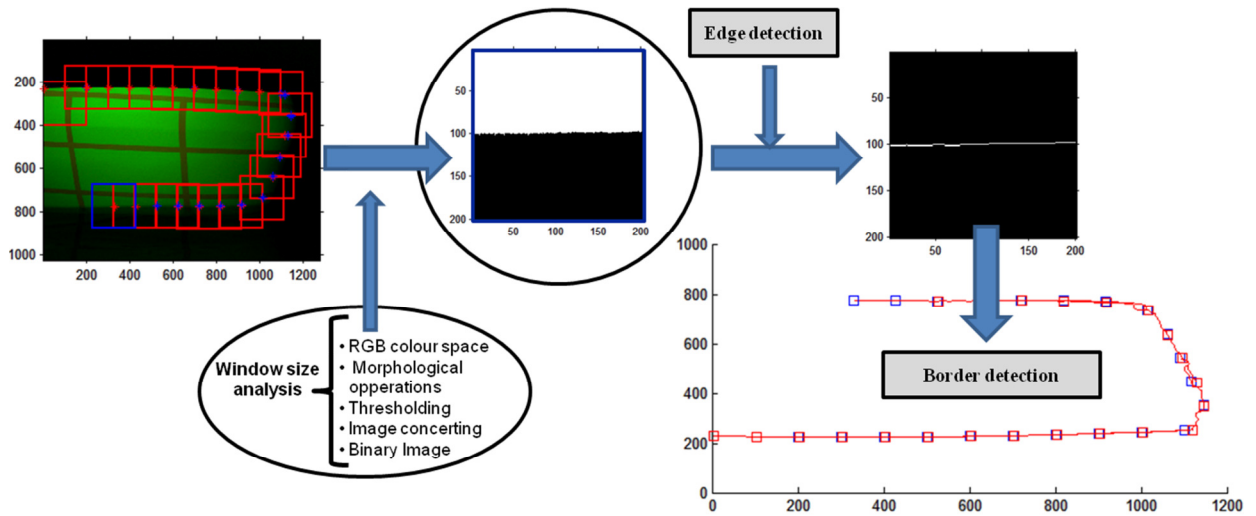 200
400
600
800
1000
200 400 600 800 1000 1200
50
100
150
200
50 100 150 200
Edge detection
50
100
150
200
50 100 150 200
Window size
analysis
• RGB colour space
• Morphological
opperations
• Thresholding
• Image concerting
• Binary Image
1000
800
600
400
200
0
0 200 400 600 800 1000 1200
Border detection